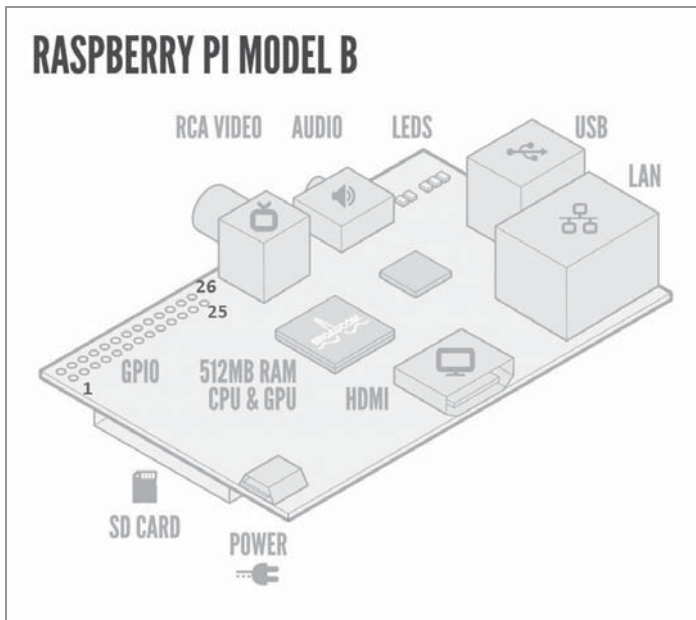 RASPBERRY PI MODEL B
RCA VIDEO AUDIO LEDS USB
LAN
26
25
1
GPIO 512MB RAM
CPU & GPU HDMI
BROADCOM
SD CARD
POWER